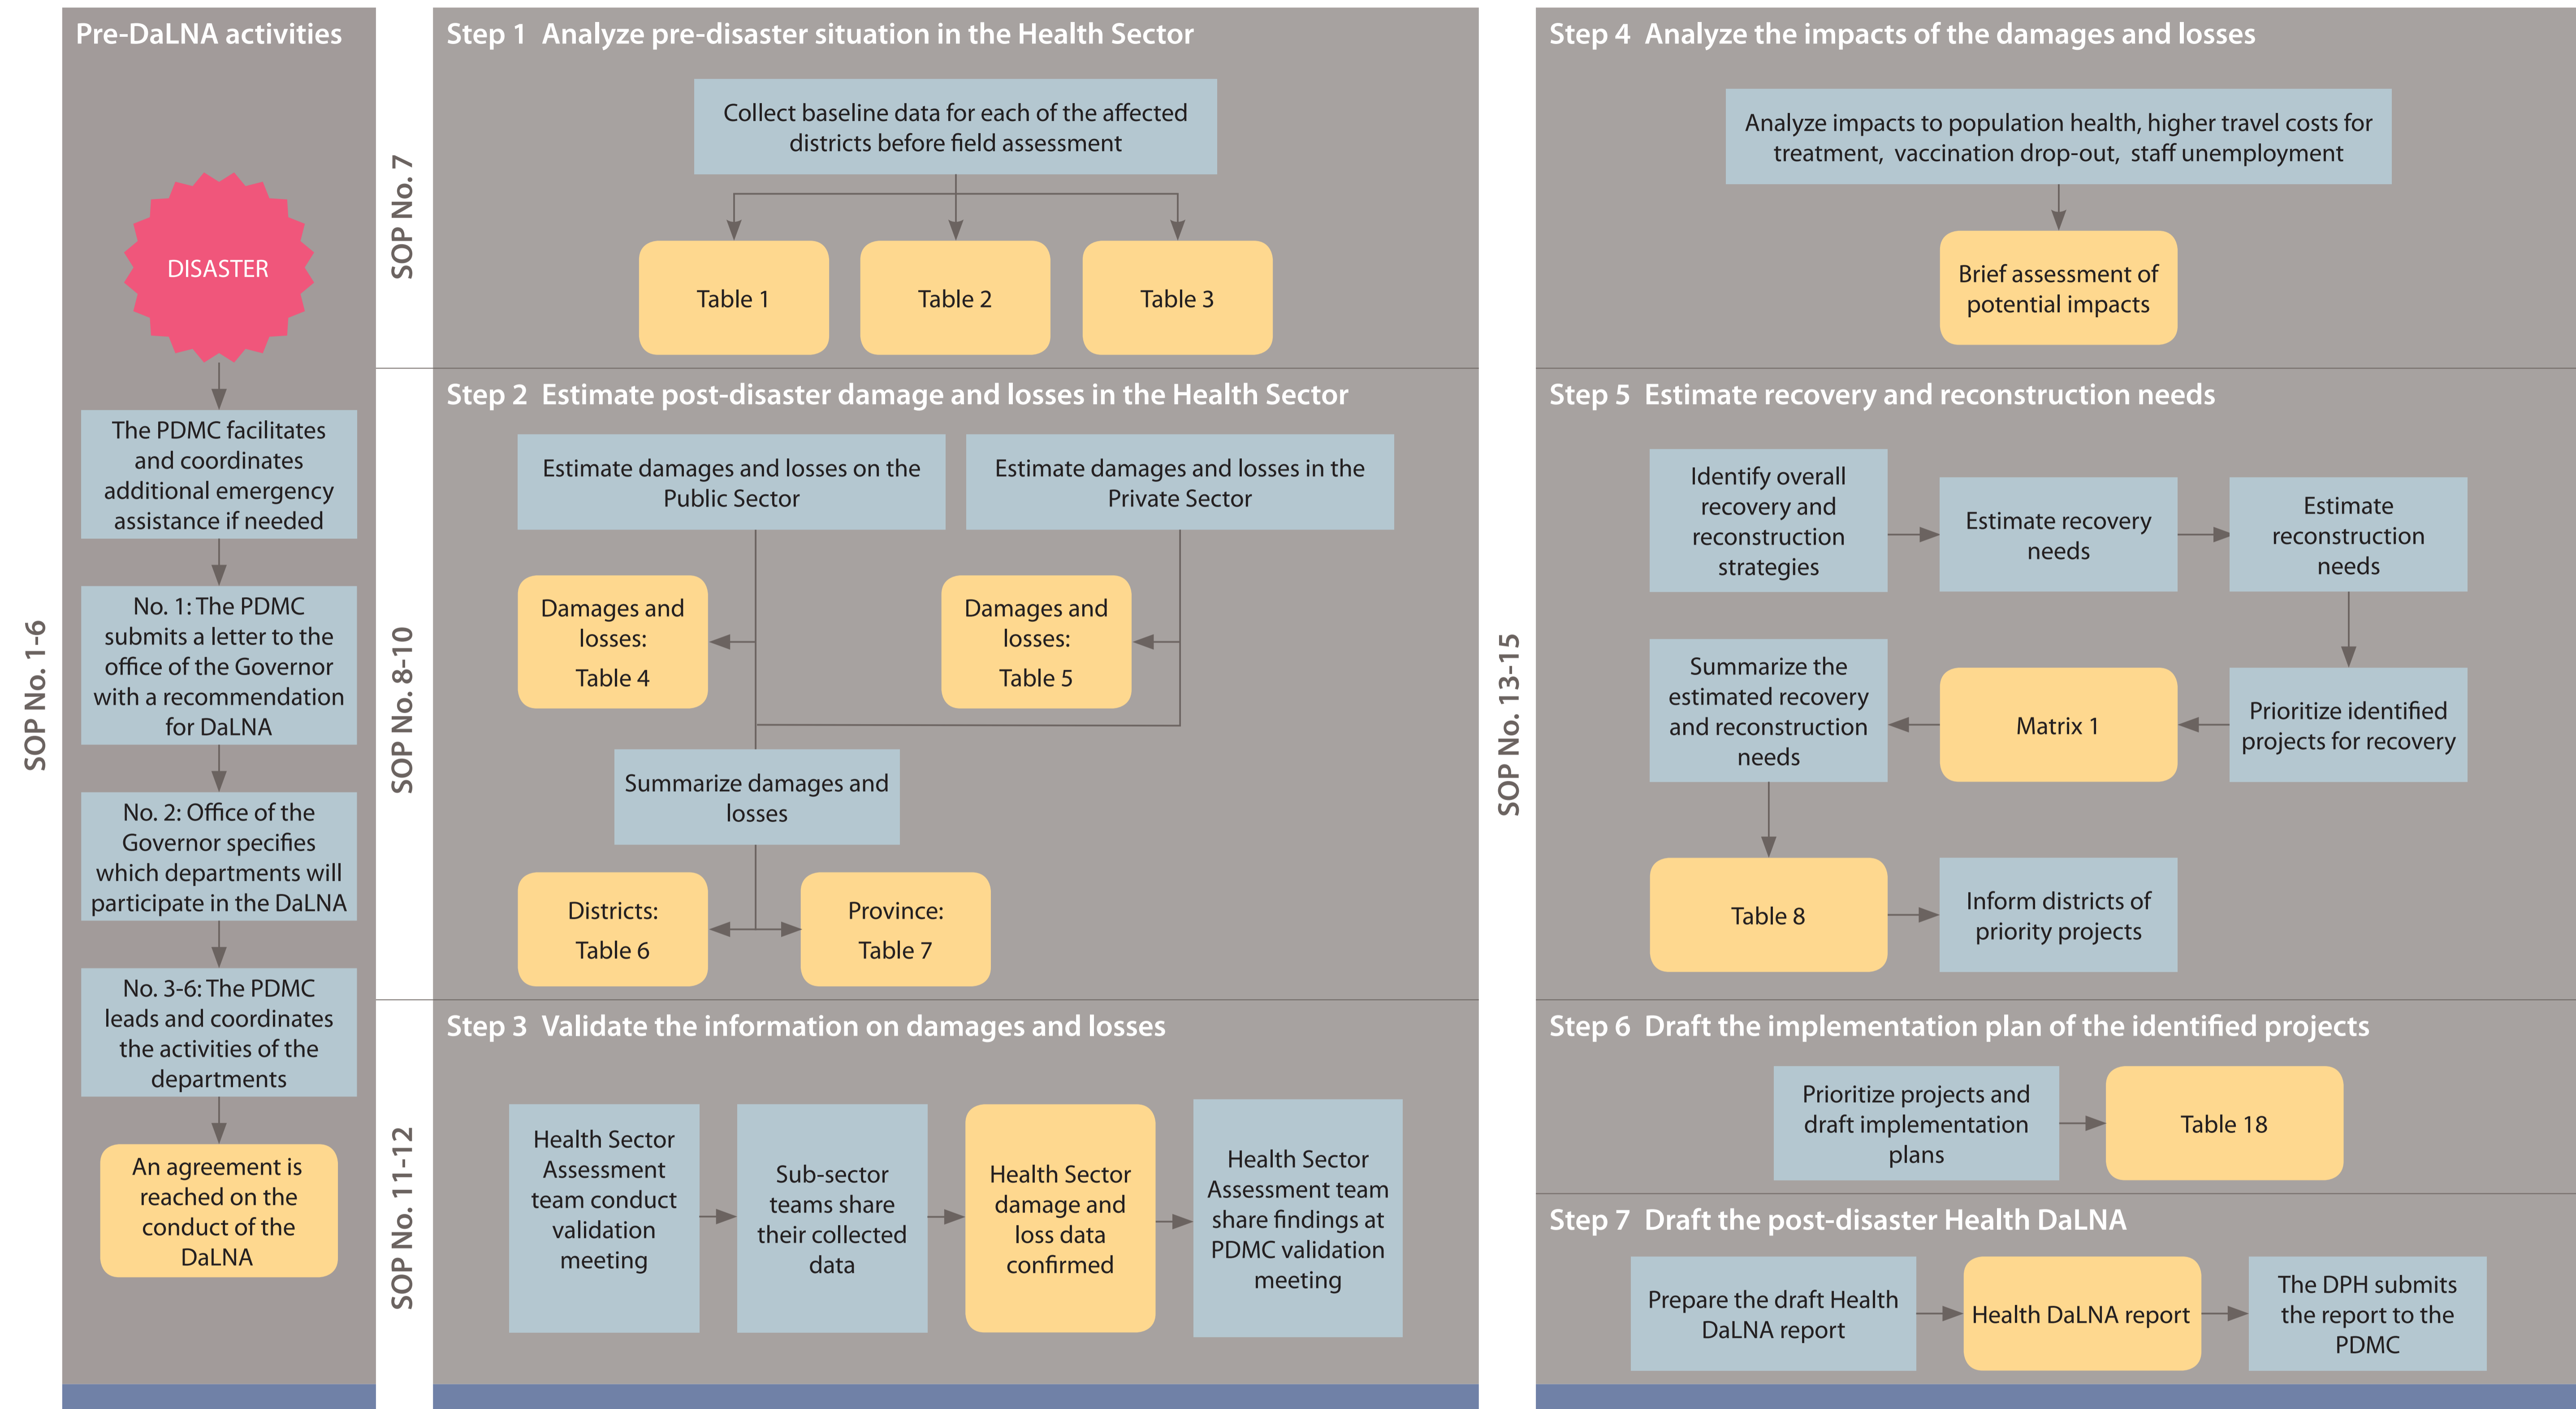 Pre-DaLNA activities
DISASTER
The PDMC facilitates
and coordinates
additional emergency
assistance if needed
No. 1: The PDMC
submits a letter to the
office of the Governor
with a recommendation
for DaLNA
No. 2: Office of the
Governor specifies
which departments will
participate in the DaLNA
No. 3-6: The PDMC
leads and coordinates
the activities of the
departments
An agreement is
reached on the
conduct of the
DaLNA
SOP No. 1-6
SOP No. 7
Step 1 Analyze pre-disaster situation in the Health Sector
Collect baseline data for each of the affected
districts before field assessment
Table 1
Table 2
Table 3
SOP No. 8-10
Step 2 Estimate post-disaster damage and losses in the Health Sector
Estimate damages and losses on the
Public Sector
Estimate damages and losses in the
Private Sector
Damages and
losses:
Table 4
Damages and
losses:
Table 5
Summarize damages and
losses
Districts:
Table 6
Province:
Table 7
SOP No. 11-12
Step 3 Validate the information on damages and losses
Health Sector
Assessment
team conduct
validation
meeting
Sub-sector
teams share
their collected
data
Health Sector
damage and
loss data
confirmed
Health Sector
Assessment team
share findings at
PDMC validation
meeting
SOP No. 13-15
Step 4 Analyze the impacts of the damages and losses
Analyze impacts to population health, higher travel costs for
treatment, vaccination drop-out, staff unemployment
Brief assessment of
potential impacts
Step 5 Estimate recovery and reconstruction needs
Identify overall
recovery and
reconstruction
strategies
Estimate recovery
needs
Estimate
reconstruction
needs
Summarize the
estimated recovery
and reconstruction
needs
Matrix 1
Prioritize identified
projects for recovery
Table 8
Inform districts of
priority projects
Step 6 Draft the implementation plan of the identified projects
Prioritize projects and
draft implementation
plans
Table 18
Step 7 Draft the post-disaster Health DaLNA
Prepare the draft Health
DaLNA report
Health DaLNA report
The DPH submits
the report to the
PDMC